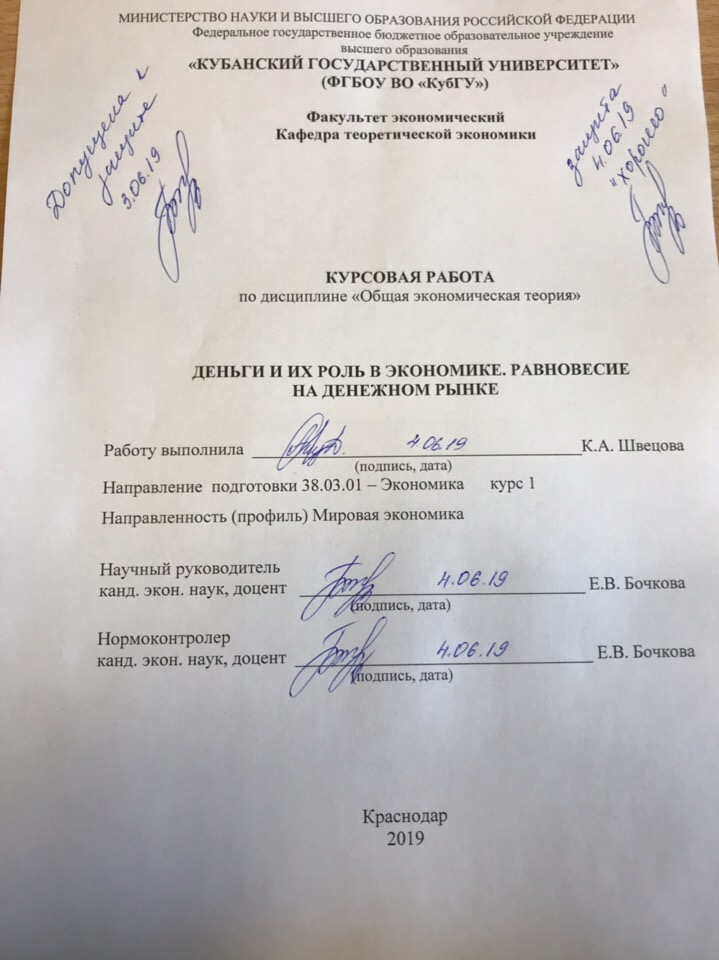 МИНИСТЕРСТВО НАУКИ И ВЫСШЕГО ОБРАЗОВАНИЯ РОССИЙСКОЙ ФЕДЕРАЦИИ
Федеральное государственное бюджетное образовательное учреждение
высшего образования
«КУБАНСКИЙ ГОСУДАРСТВЕННЫЙ УНИВЕРСИТЕТ»
(ФГБОУ ВО «КубГУ»)
Допущена к
защите
3.06.19
защита
4.06.19
"хорошо"
Факультет экономический
Кафедра теоретической экономики
КУРСОВАЯ РАБОТА
по дисциплине «Общая экономическая теория»
ДЕНЬГИ И ИХ РОЛЬ В ЭКОНОМИКЕ. РАВНОВЕСИЕ
НА ДЕНЕЖНОМ РЫНКЕ
Работу выполнила 4.06.19 К.А. Швецова
(подпись, дата)
Направление подготовки 38.03.01 – Экономика курс 1
Направленность (профиль) Мировая экономика
Научный руководитель
канд. экон. наук, доцент 4.06.19 Е.В. Бочкова
(подпись, дата)
Нормоконтролер
канд. экон. наук, доцент 4.06.19 Е.В. Бочкова
(подпись, дата)
Краснодар
2019